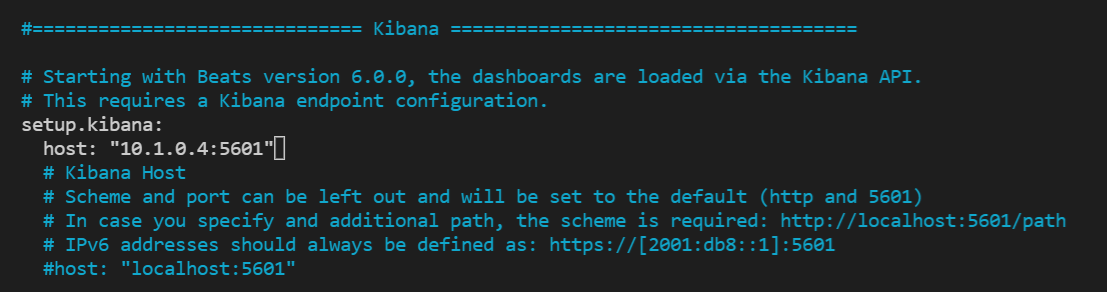 #============================== Kibana =====================================

# Starting with Beats version 6.0.0, the dashboards are loaded via the Kibana API.
# This requires a Kibana endpoint configuration.
setup.kibana:
  host: "10.1.0.4:5601"
  # Kibana Host
  # Scheme and port can be left out and will be set to the default (http and 5601)
  # In case you specify and additional path, the scheme is required: http://localhost:5601/path
  # IPv6 addresses should always be defined as: https://[2001:db8::1]:5601
  #host: "localhost:5601"